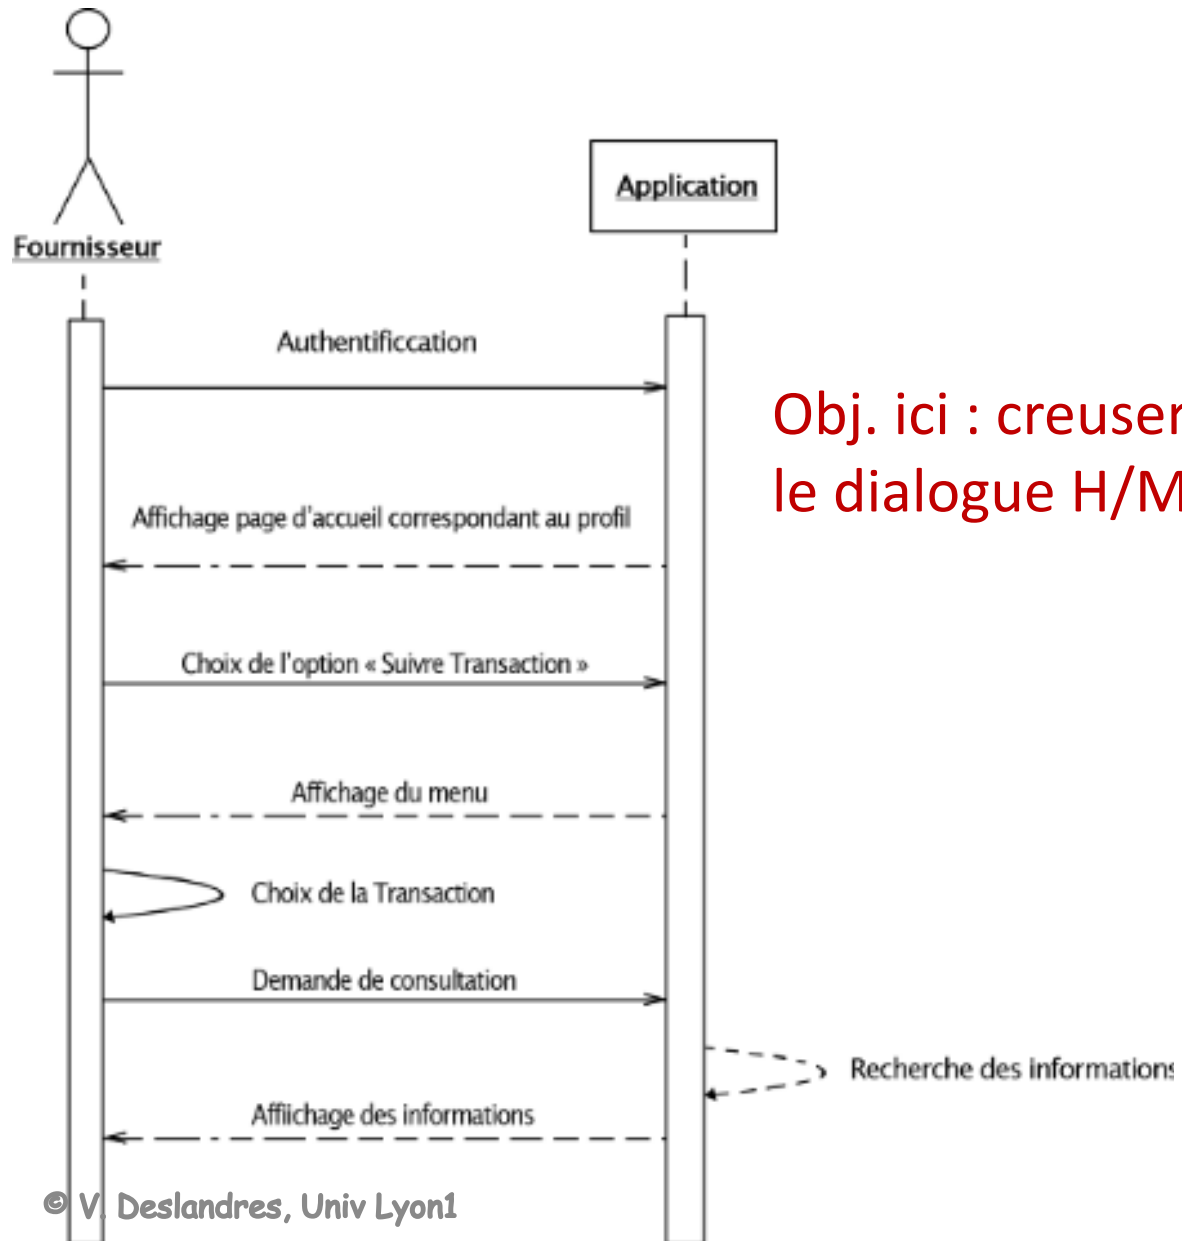 Fournisseur
Application
Authentificcation
Obj. ici : creuser
le dialogue H/M
Affichage page d'accueil correspondant au profil
Choix de l'option « Suivre Transaction »
Affichage du menu
Choix de la Transaction
Demande de consultation
Recherche des informations
Affiichage des informations
© V. Deslandres, Univ Lyon1